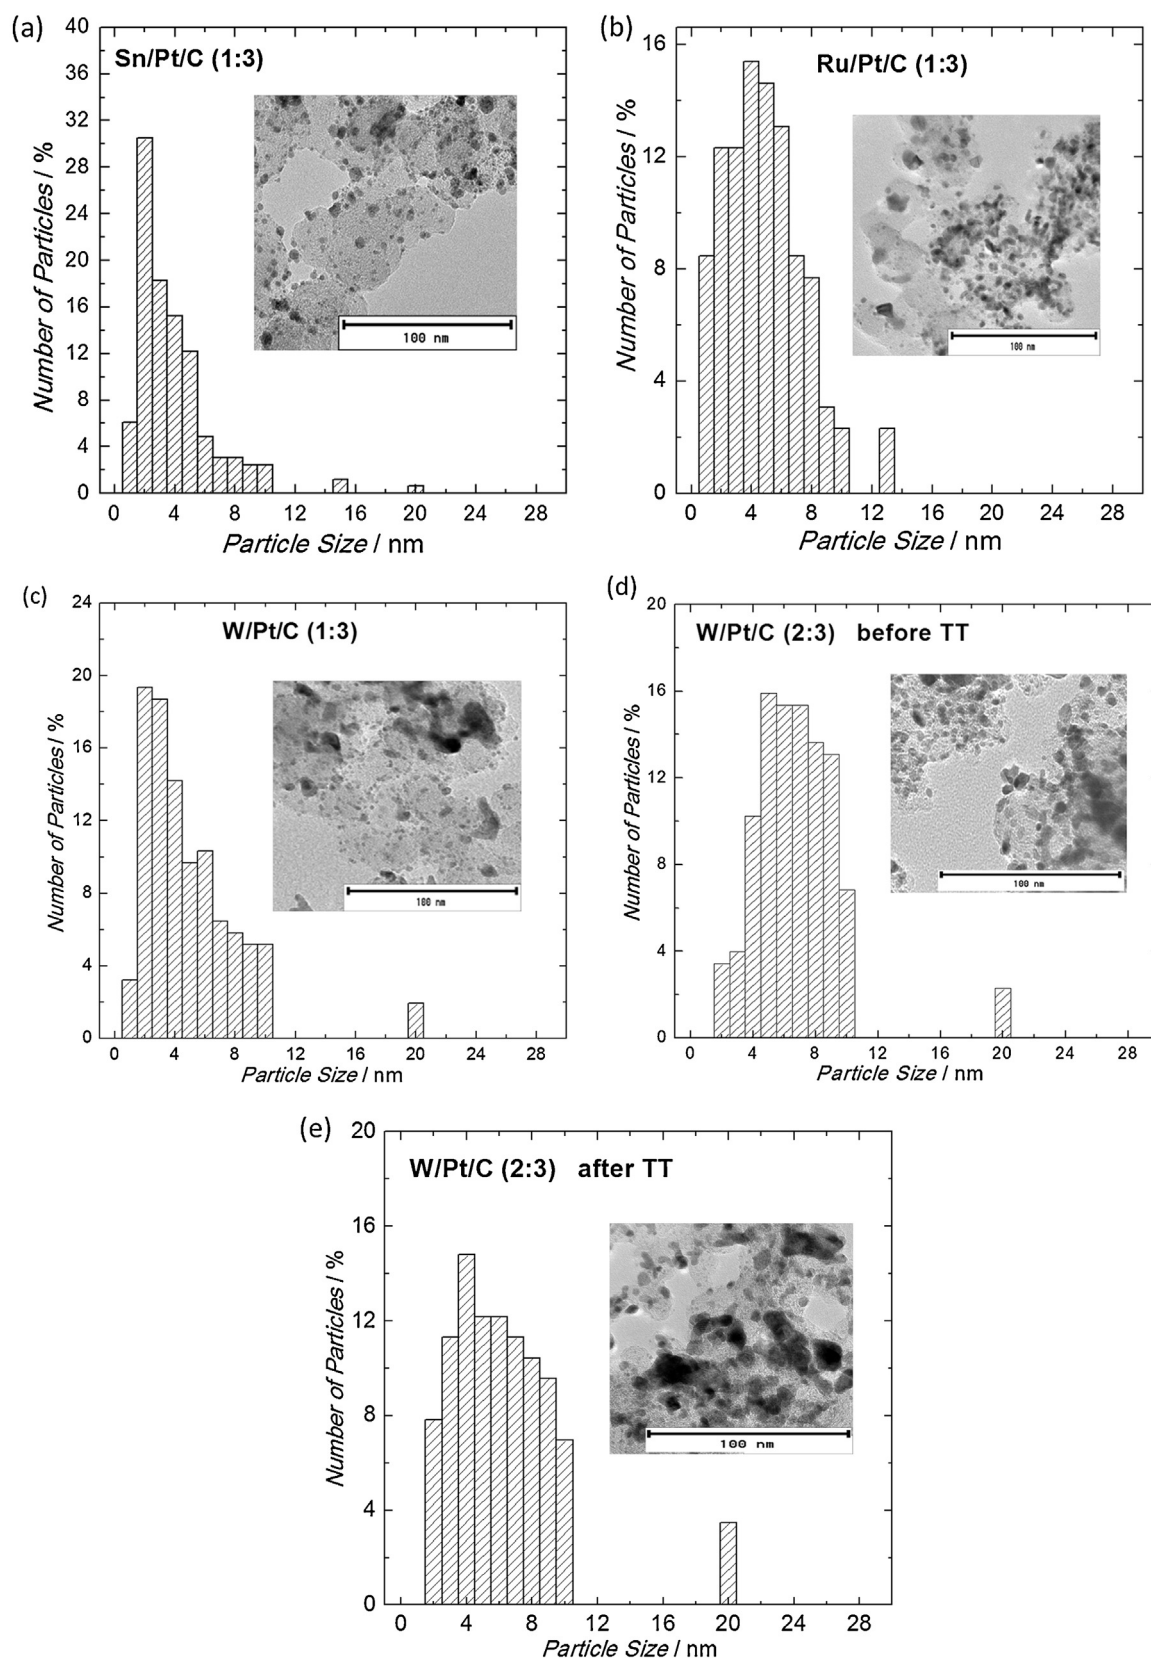 (a)
Sn/Pt/C (1:3)
40
36
32
28
24
20
16
12
8
4
0
Number of Particles / %
100 nm
0 4 8 12 16 20 24 28
Particle Size / nm
(b)
Ru/Pt/C (1:3)
16
12
8
4
0
Number of Particles / %
100 nm
0 4 8 12 16 20 24 28
Particle Size / nm
(c)
W/Pt/C (1:3)
24
20
16
12
8
4
0
Number of Particles / %
100 nm
0 4 8 12 16 20 24 28
Particle Size / nm
(d)
W/Pt/C (2:3) before TT
20
16
12
8
4
0
Number of Particles / %
100 nm
0 4 8 12 16 20 24 28
Particle Size / nm
(e)
W/Pt/C (2:3) after TT
20
16
12
8
4
0
Number of Particles / %
100 nm
0 4 8 12 16 20 24 28
Particle Size / nm